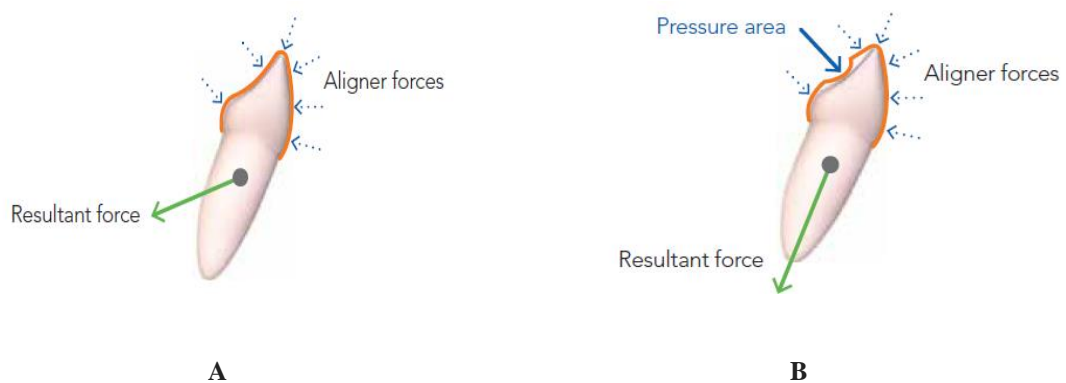 Aligner forces
Resultant force
A
Pressure area
Aligner forces
Resultant force
B